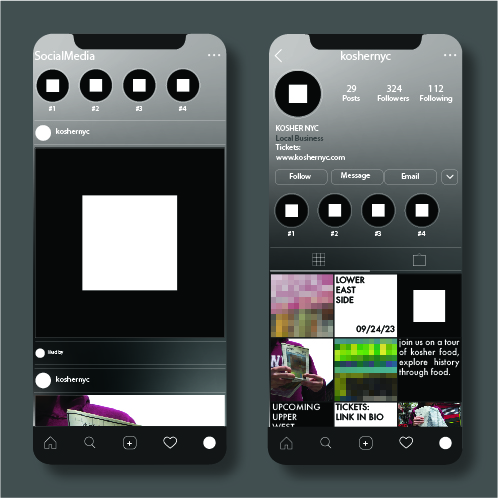 SocialMedia
#1 #2 #3 #4
koshernyc
liked by
koshernyc
koshernyc
29 324 112
Posts Followers Following
KOSHER NYC
Local Business
Tickets:
www.koshernyc.com
Follow Message Email
#1 #2 #3 #4
LOWER
EAST
SIDE
09/24/23
join us on a tour
of kosher food,
explore history
through food.
UPCOMING
UPPER
WEST
TICKETS:
LINK IN BIO